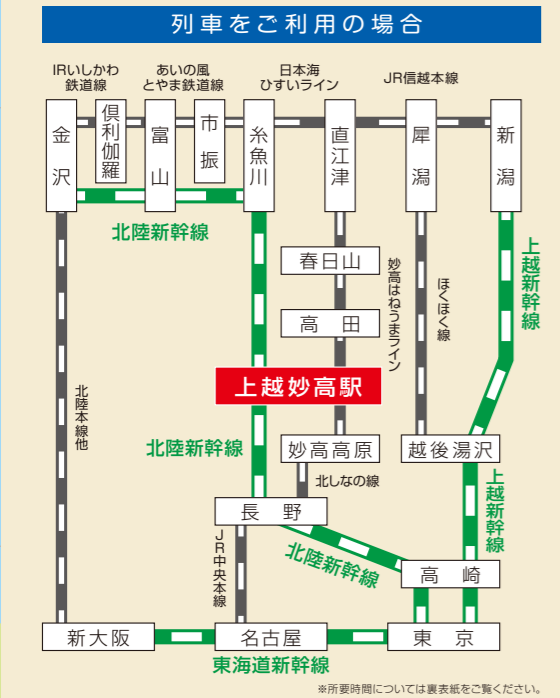 列車をご利用の場合
IRいしかわ
鉄道線
あいの風
とやま鉄道線
日本海
ひすいライン
JR信越本線
金沢
倶利伽羅
富山
市振
糸魚川
直江津
犀潟
新潟
北陸新幹線
上越新幹線
春日山
妙高はねうまライン
ほくほく線
高田
上越妙高駅
北陸本線他
北陸新幹線
妙高高原
越後湯沢
北しなの線
上越新幹線
長野
JR中央本線
北陸新幹線
高崎
新大阪
名古屋
東京
東海道新幹線
※所要時間については裏表紙をご覧ください。